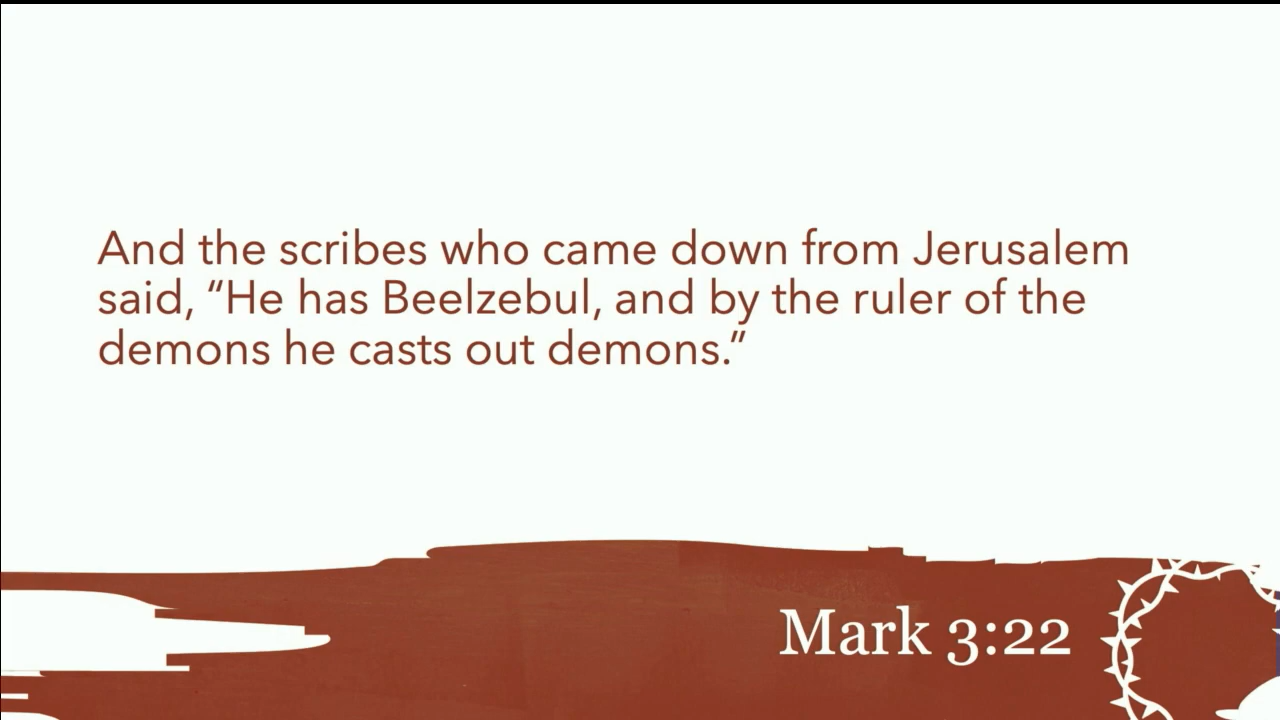 And the scribes who came down from Jerusalem
said, “He has Beelzebul, and by the ruler of the
demons he casts out demons.”
Mark 3:22